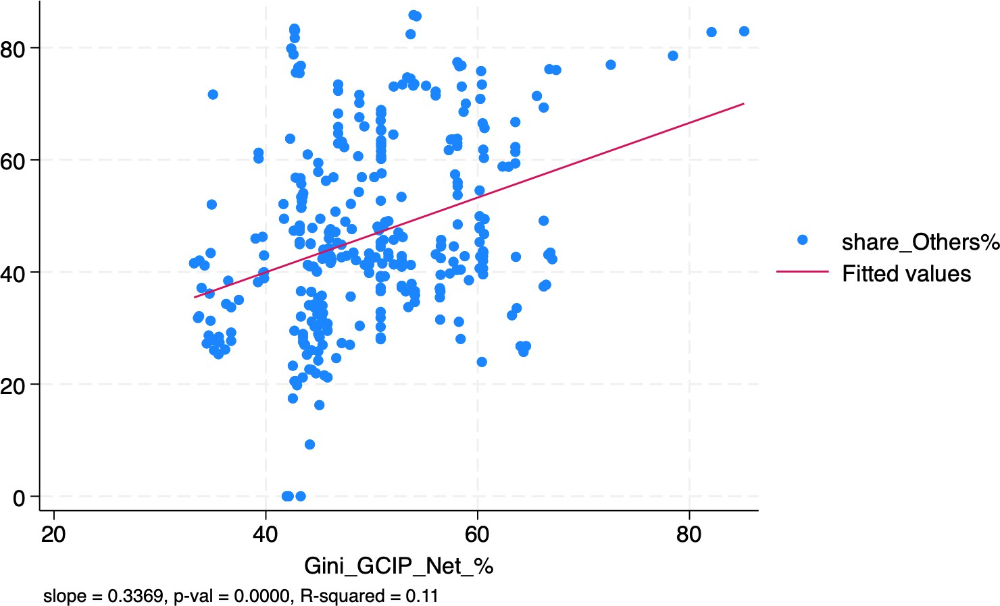 80
60
40
20
0
20 40 60 80
Gini_GCIP_Net_%
share_Others%
Fitted values
slope = 0.3369, p-val = 0.0000, R-squared = 0.11